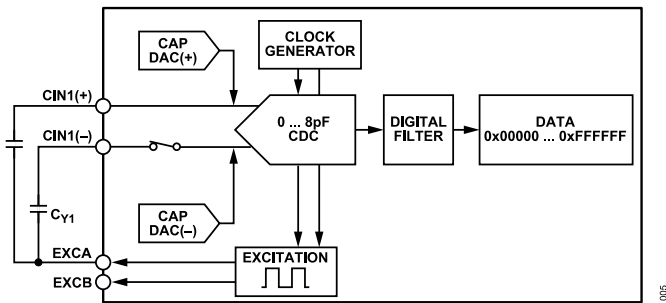 CAP
DAC(+)
CLOCK
GENERATOR
CIN1(+)
CIN1(–)
0 ... 8pF
CDC
DIGITAL
FILTER
DATA
0x00000 ... 0xFFFFFF
CY1
CAP
DAC(–)
EXCA
EXCB
EXCITATION
005